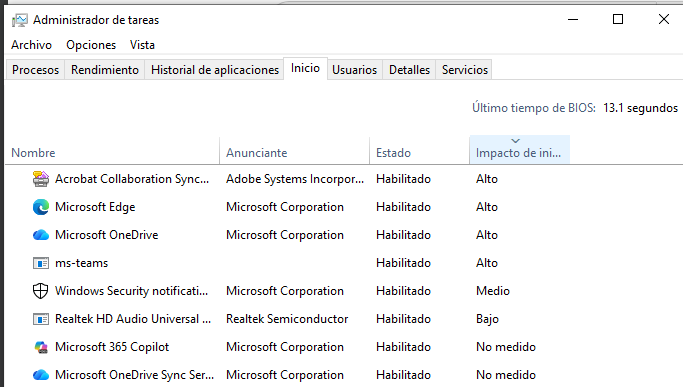 Administrador de tareas
Archivo Opciones Vista
Procesos Rendimiento Historial de aplicaciones Inicio Usuarios Detalles Servicios
Último tiempo de BIOS: 13.1 segundos
Nombre Anunciante Estado Impacto de ini...
Acrobat Collaboration Sync... Adobe Systems Incorpor... Habilitado Alto
Microsoft Edge Microsoft Corporation Habilitado Alto
Microsoft OneDrive Microsoft Corporation Habilitado Alto
ms-teams Habilitado Alto
Windows Security notificati... Microsoft Corporation Habilitado Medio
Realtek HD Audio Universal ... Realtek Semiconductor Habilitado Bajo
Microsoft 365 Copilot Microsoft Corporation Habilitado No medido
Microsoft OneDrive Sync Ser... Microsoft Corporation Habilitado No medido